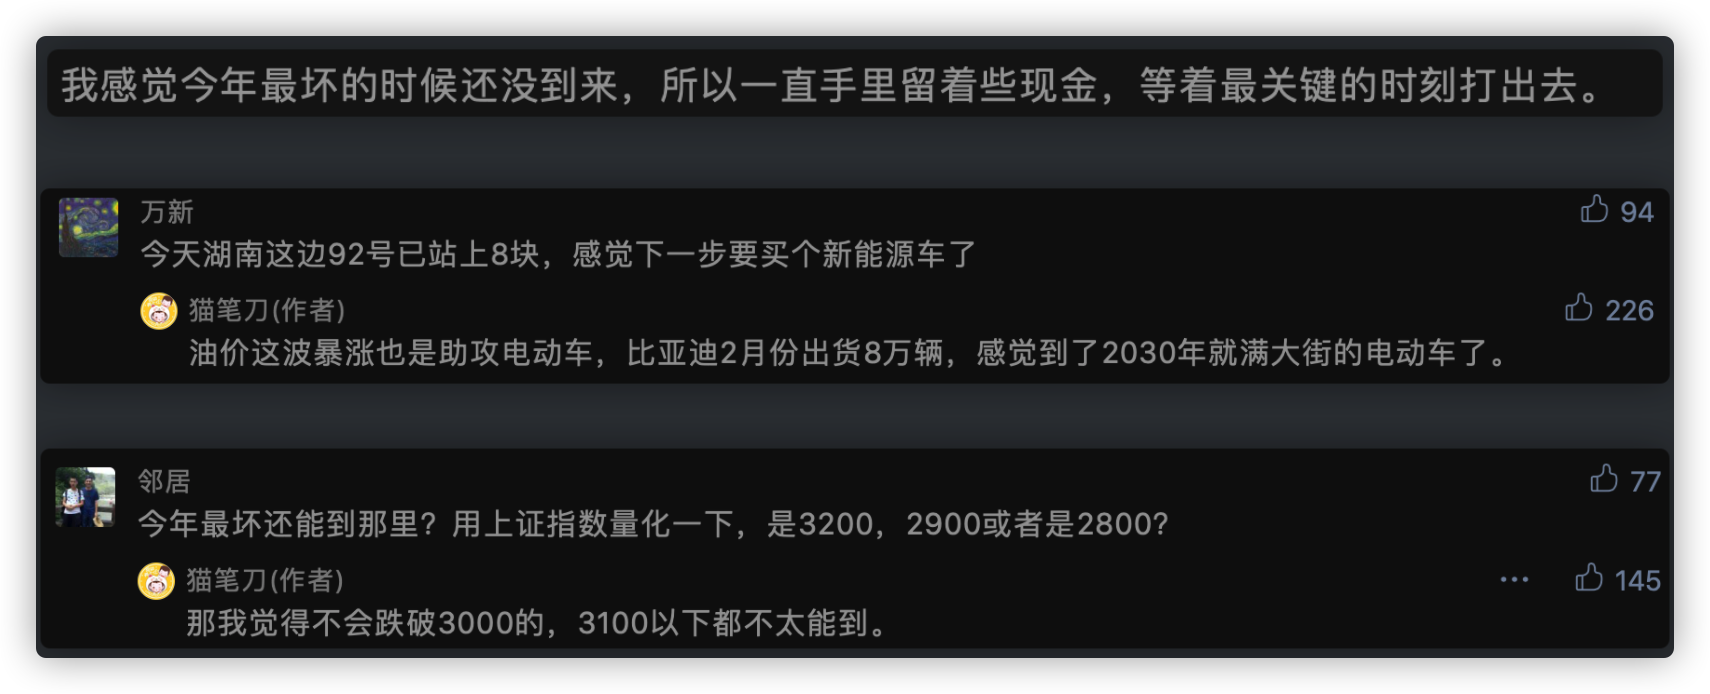 我感觉今年最坏的时候还没到来，所以一直手里留着些现金，等着最关键的时刻打出去。
万新
94
今天湖南这边92号已站上8块，感觉下一步要买个新能源车了
猫笔刀(作者)
226
油价这波暴涨也是助攻电动车，比亚迪2月份出货8万辆，感觉到了2030年就满大街的电动车了。
邻居
77
今年最坏还能到那里？用上证指数量化一下，是3200，2900或者是2800？
猫笔刀(作者)
145
那我觉得不会跌破3000的，3100以下都不太能到。